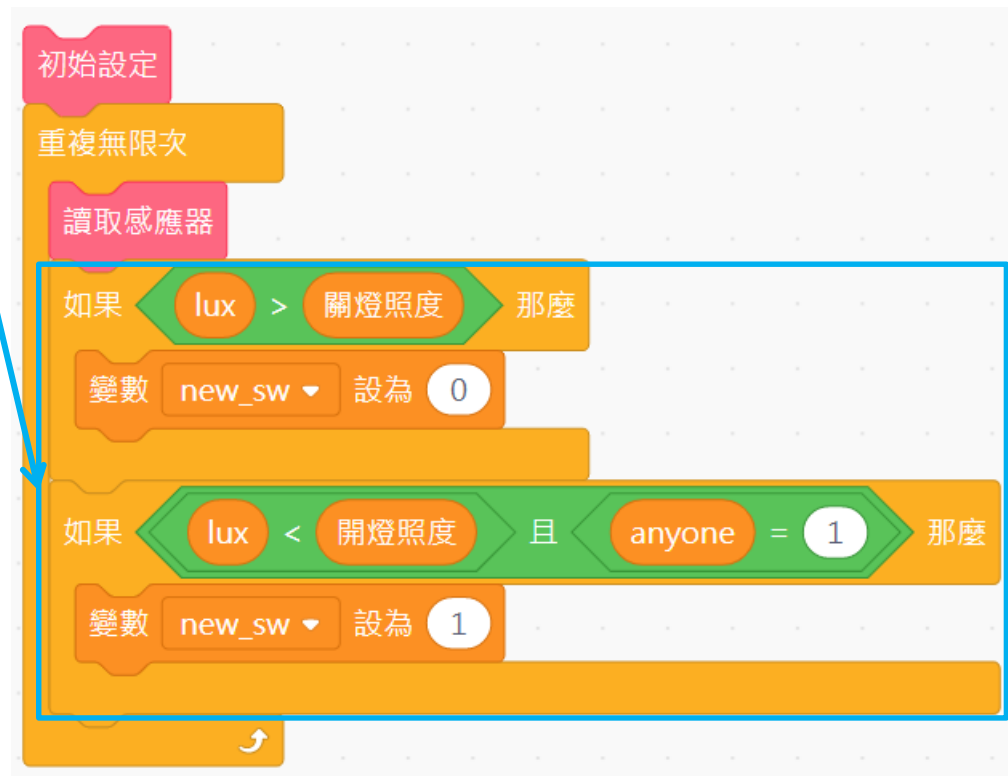 初始設定
重複無限次
讀取感應器
如果 lux > 關燈照度 那麼
變數 new_sw 設為 0
如果 lux < 開燈照度 且 anyone = 1 那麼
變數 new_sw 設為 1